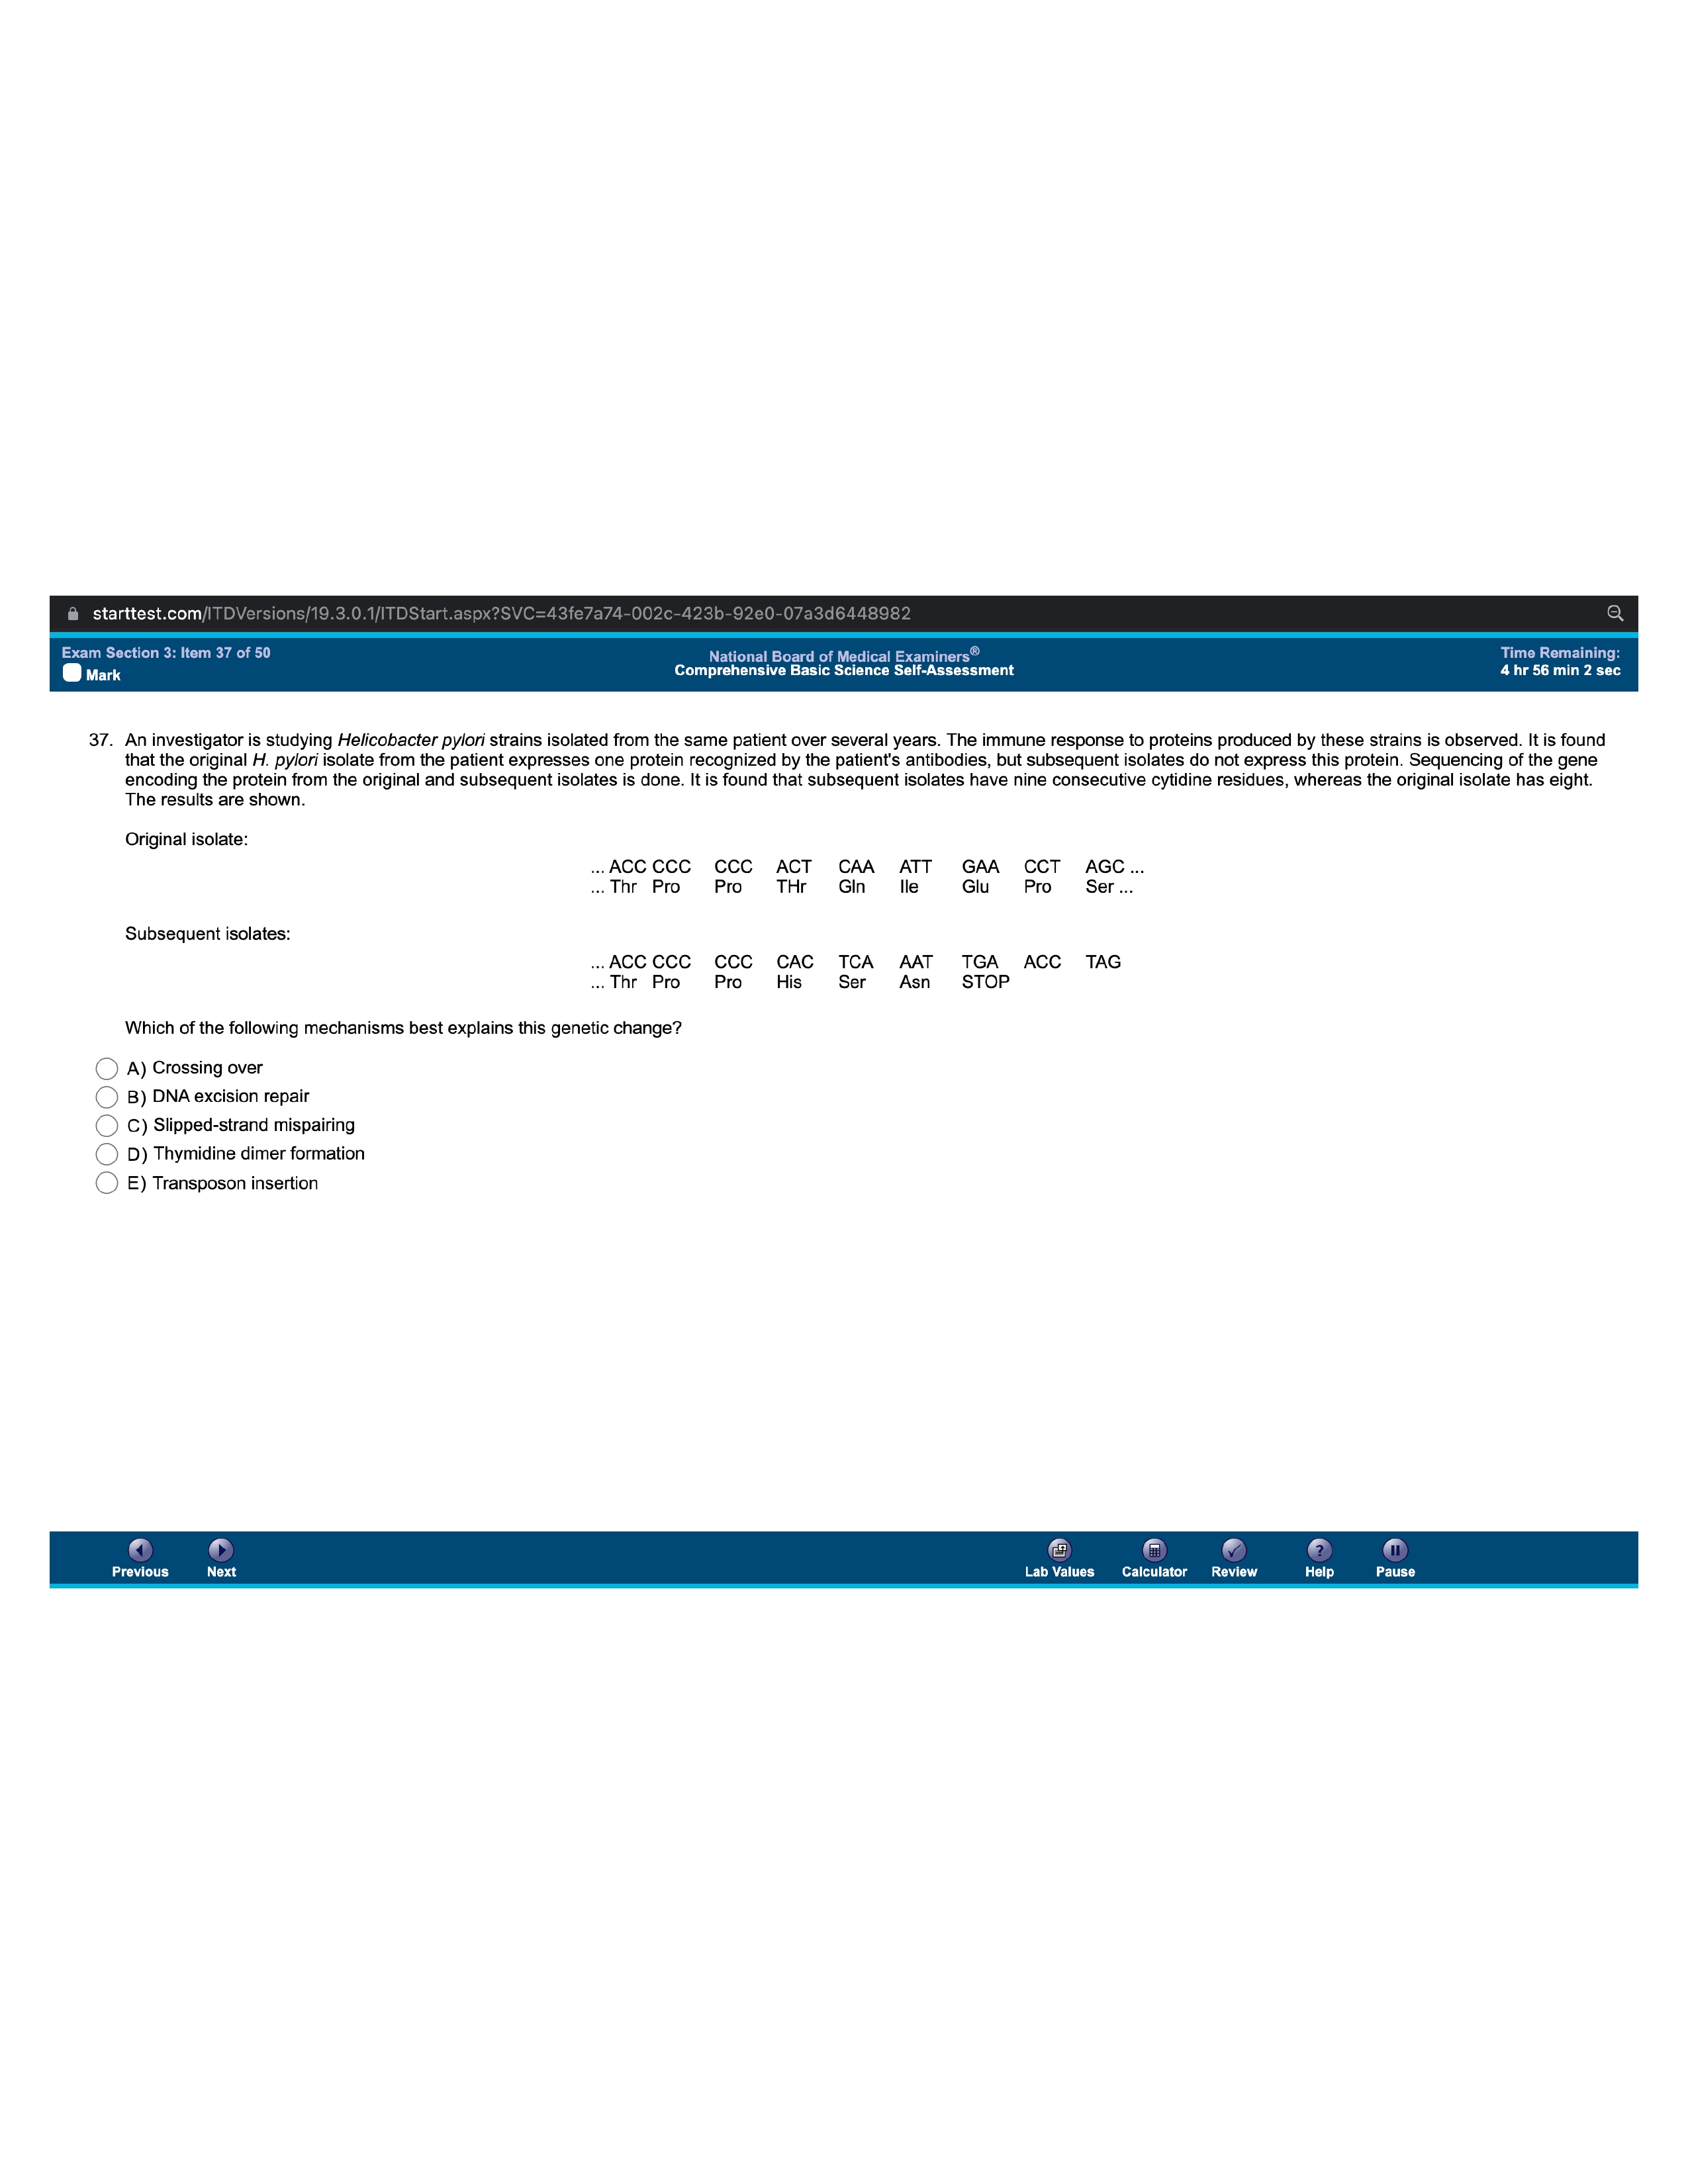 starttest.com/ITDVersions/19.3.0.1/ITDStart.aspx?SVC=43fe7a74-002c-423b-92e0-07a3d6448982
Exam Section 3: Item 37 of 50
National Board of Medical Examiners®
Time Remaining:
Mark
Comprehensive Basic Science Self-Assessment
4 hr 56 min 2 sec
37. An investigator is studying Helicobacter pylori strains isolated from the same patient over several years. The immune response to proteins produced by these strains is observed. It is found
that the original H. pylori isolate from the patient expresses one protein recognized by the patient's antibodies, but subsequent isolates do not express this protein. Sequencing of the gene
encoding the protein from the original and subsequent isolates is done. It is found that subsequent isolates have nine consecutive cytidine residues, whereas the original isolate has eight.
The results are shown.
Original isolate:
... ACC CCC CCC ACT CAA ATT GAA CCT AGC ...
... Thr Pro Pro THr Gln Ile Glu Pro Ser ...
Subsequent isolates:
... ACC CCC CCC CAC TCA AAT TGA ACC TAG
... Thr Pro Pro His Ser Asn STOP
Which of the following mechanisms best explains this genetic change?
A) Crossing over
B) DNA excision repair
C) Slipped-strand mispairing
D) Thymidine dimer formation
E) Transposon insertion
Previous Next Lab Values Calculator Review Help Pause